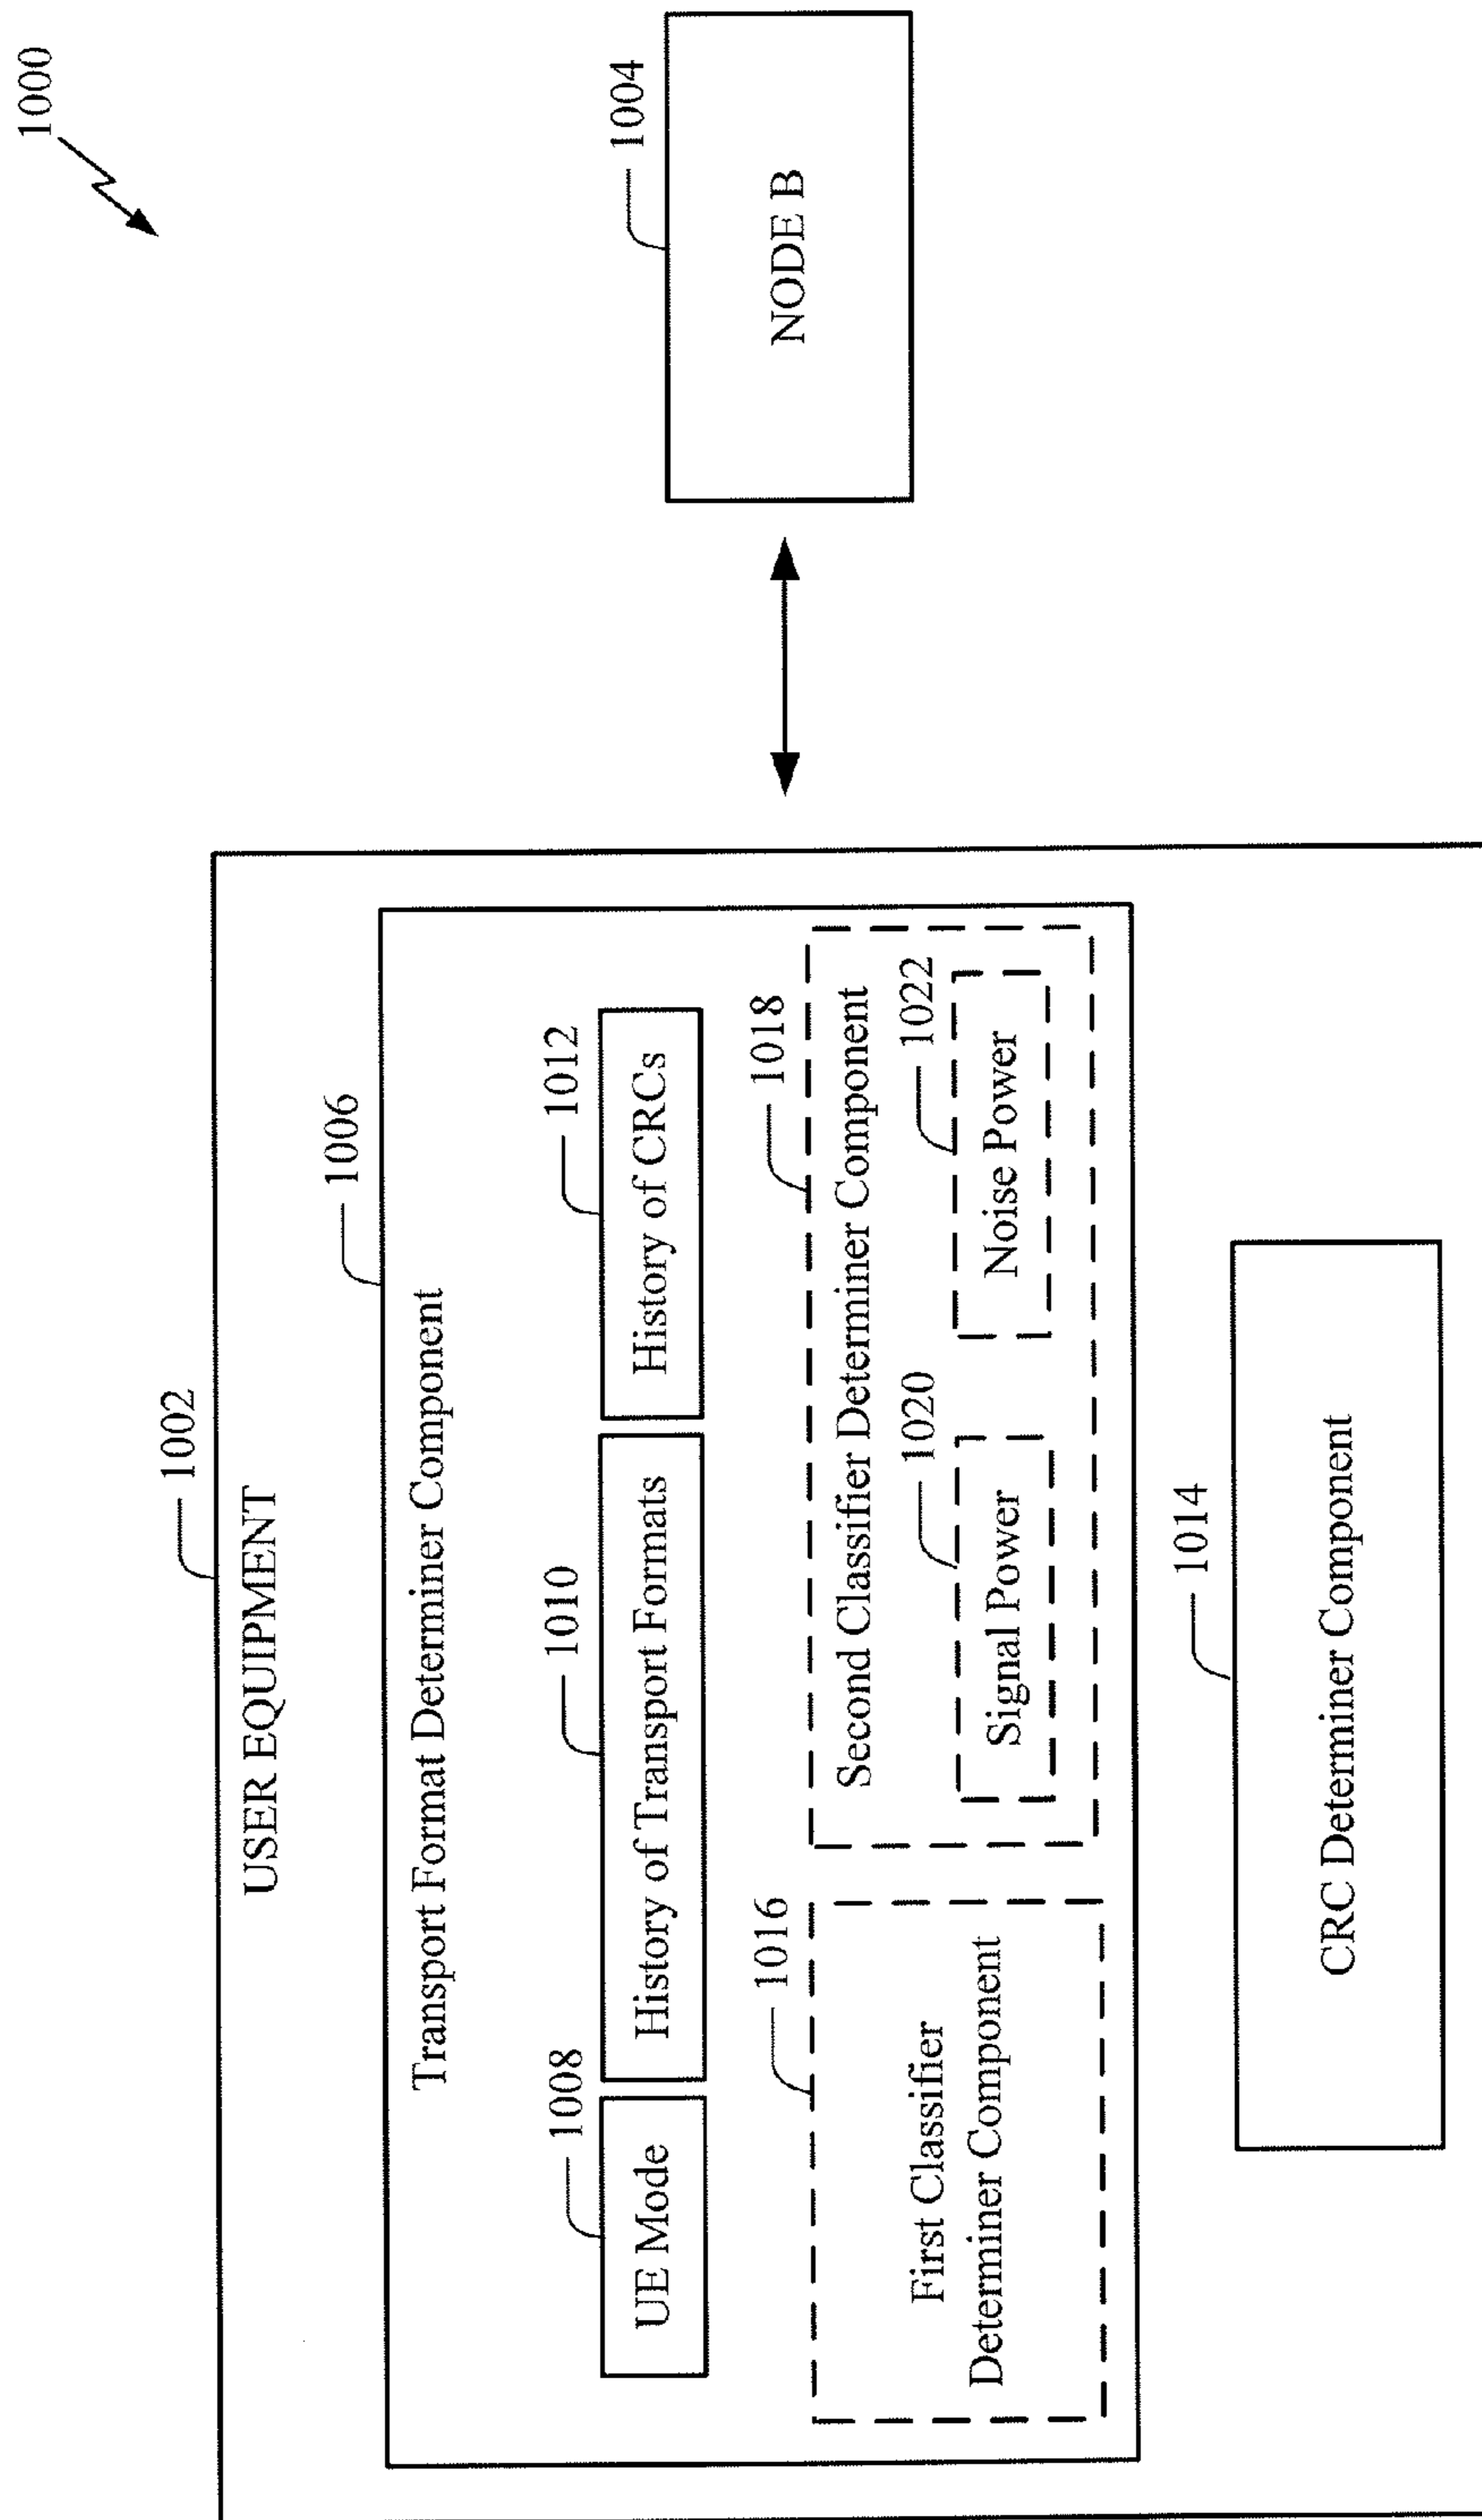 1000
1002
USER EQUIPMENT
1006
Transport Format Determiner Component
1008
UE Mode
1010
History of Transport Formats
1012
History of CRCs
1016
First Classifier
Determiner Component
1018
Second Classifier Determiner Component
1020
Signal Power
1022
Noise Power
1014
CRC Determiner Component
1004
NODE B